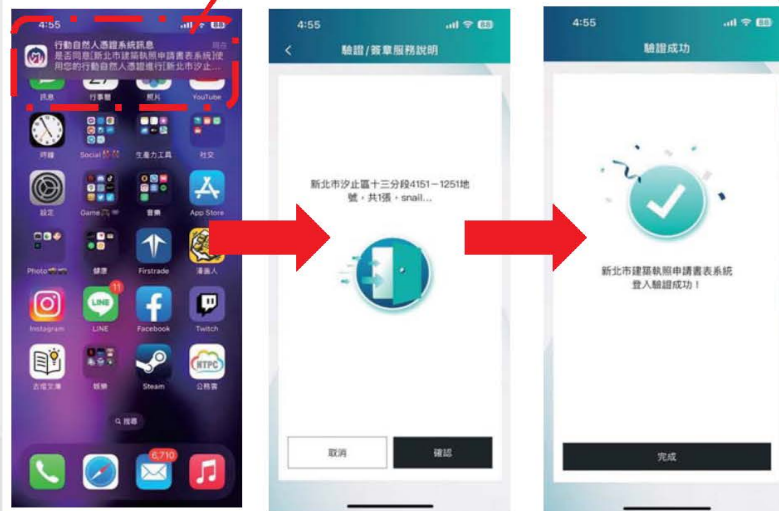 4:55
88
行動自然人憑證系統訊息
現在
是否同意[新北市建築執照申請書表系統]使
用您的行動自然人憑證進行[新北市汐止....
訊息
行事曆
照片
YouTube
時鐘
Social
生產力工具
社交
設定
Game
音樂
App Store
Photo
健康
Firstrade
漫畫人
11
LINE
Instagram
LINE
Facebook
Twitch
NTPC
娛樂
Steam
公務雲
搜尋
6,710
4:55
88
驗證/簽章服務說明
新北市汐止區十三分段4151－1251地
號，共1張，snail...
取消
確認
4:55
88
驗證成功
新北市建築執照申請書表系統
登入驗證成功！
完成